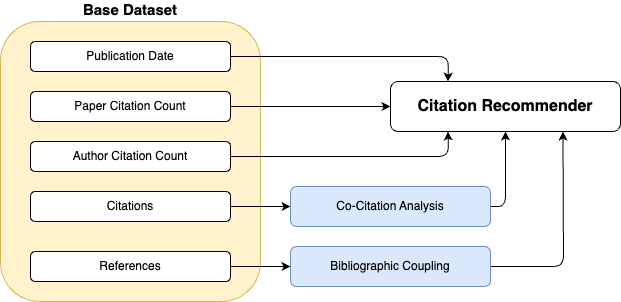 Base Dataset
Publication Date
Paper Citation Count
Citation Recommender
Author Citation Count
Citations
Co-Citation Analysis
References
Bibliographic Coupling